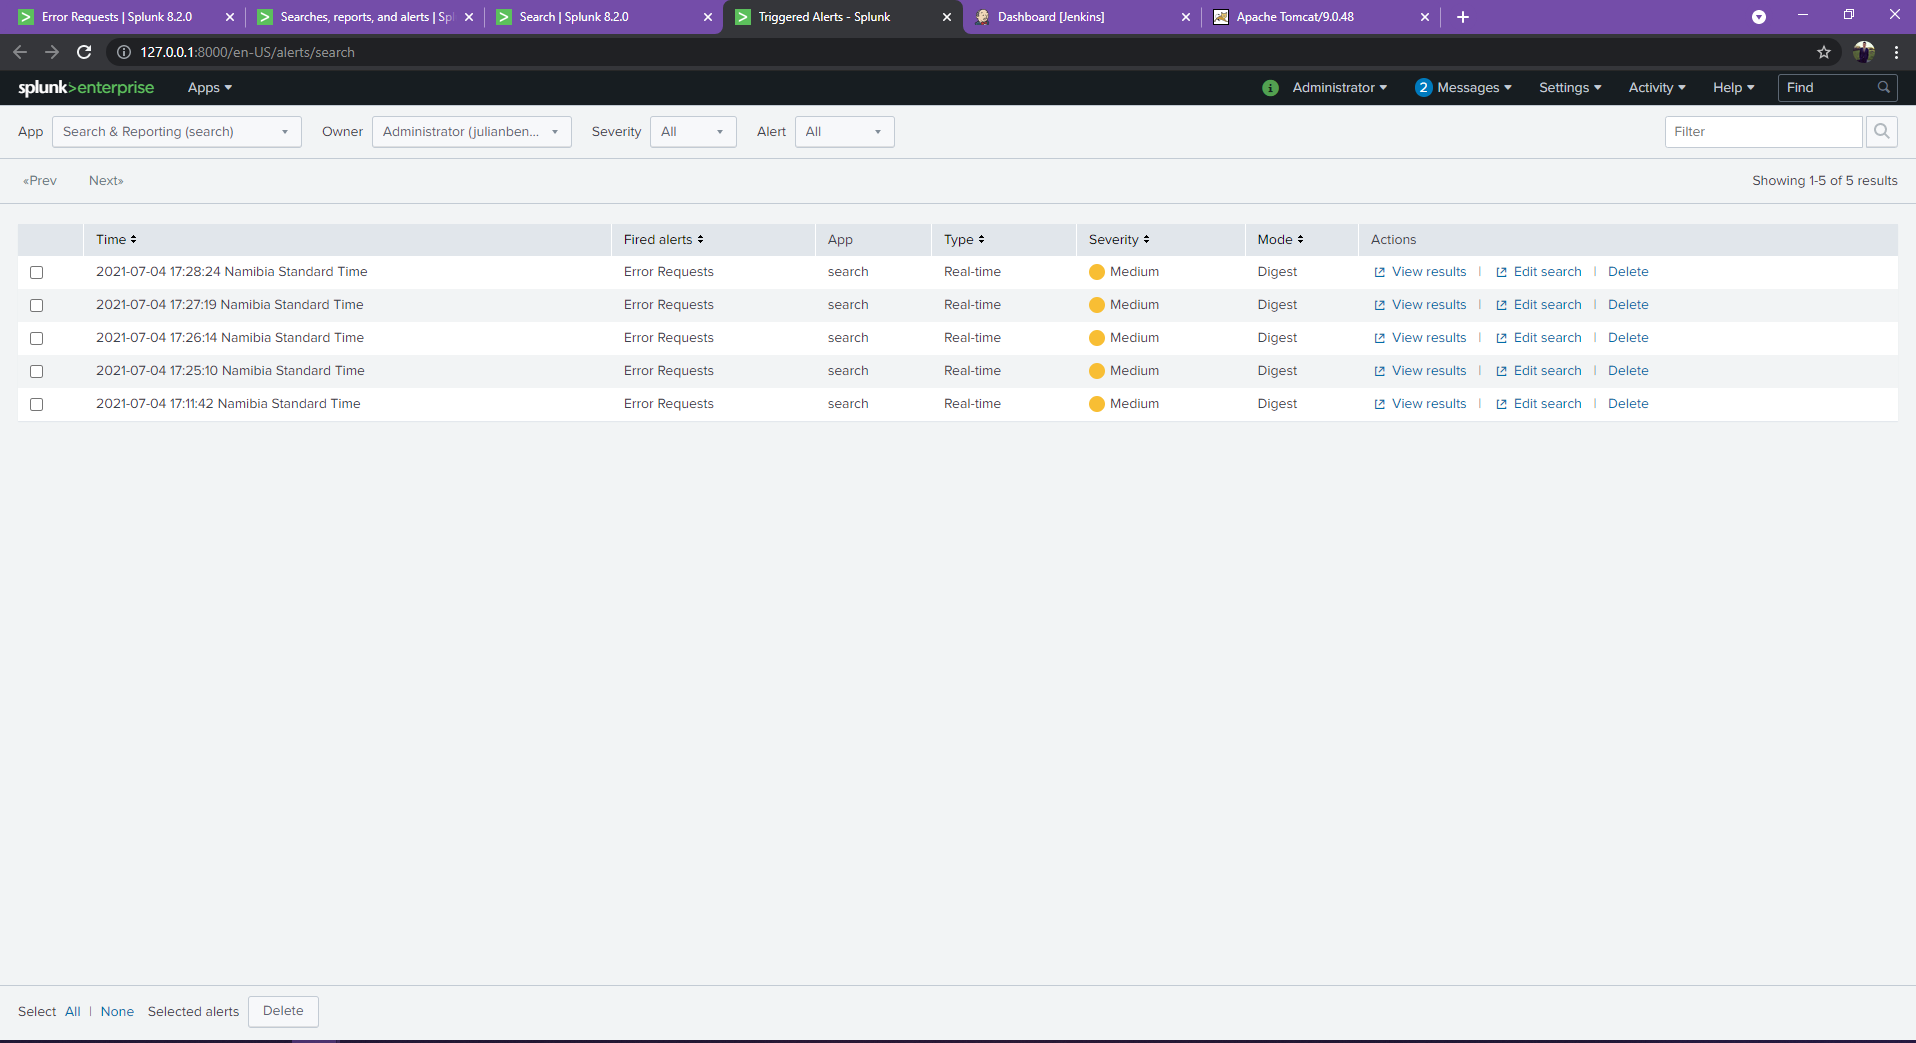 Error Requests | Splunk 8.2.0
Searches, reports, and alerts | Spl
Search | Splunk 8.2.0
Triggered Alerts - Splunk
Dashboard [Jenkins]
Apache Tomcat/9.0.48
127.0.0.1:8000/en-US/alerts/search
splunk>enterprise Apps
i Administrator 2 Messages Settings Activity Help Find
App Search & Reporting (search) Owner Administrator (julianben... Severity All Alert All Filter
«Prev Next» Showing 1-5 of 5 results
Time Fired alerts App Type Severity Mode Actions
2021-07-04 17:28:24 Namibia Standard Time Error Requests search Real-time Medium Digest View results | Edit search | Delete
2021-07-04 17:27:19 Namibia Standard Time Error Requests search Real-time Medium Digest View results | Edit search | Delete
2021-07-04 17:26:14 Namibia Standard Time Error Requests search Real-time Medium Digest View results | Edit search | Delete
2021-07-04 17:25:10 Namibia Standard Time Error Requests search Real-time Medium Digest View results | Edit search | Delete
2021-07-04 17:11:42 Namibia Standard Time Error Requests search Real-time Medium Digest View results | Edit search | Delete
Select All | None Selected alerts Delete